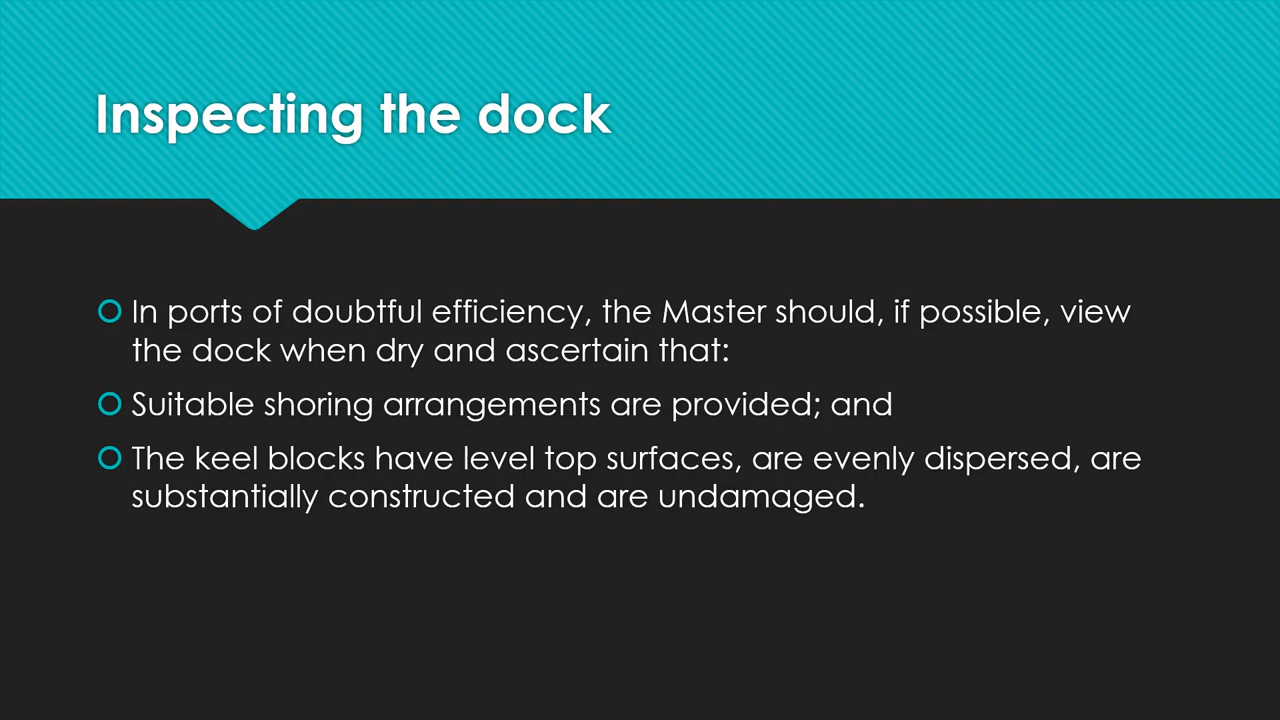 Inspecting the dock
In ports of doubtful efficiency, the Master should, if possible, view
the dock when dry and ascertain that:
Suitable shoring arrangements are provided; and
The keel blocks have level top surfaces, are evenly dispersed, are
substantially constructed and are undamaged.